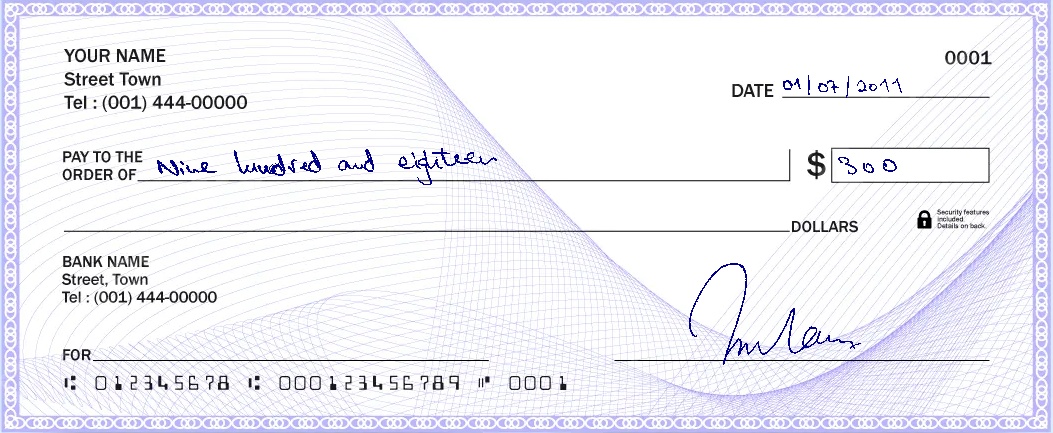 YOUR NAME
0001
Street Town
DATE 01/07/2011
Tel : (001) 444-00000
PAY TO THE
ORDER OF Nine hundred and eighteen $ 300
DOLLARS
Security features
included.
Details on back.
BANK NAME
Street, Town
Tel : (001) 444-00000
FOR
⑆ 012345678 ⑆ 000123456789 ⑈ 0001